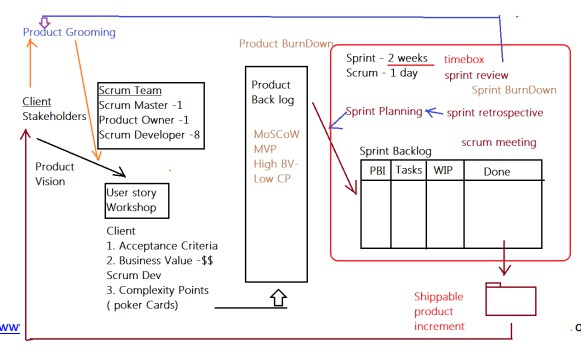 Product Grooming
Product BurnDown
Sprint - 2 weeks timebox
Scrum - 1 day sprint review
Sprint BurnDown
Client
Stakeholders
Scrum Team
Scrum Master -1
Product Owner -1
Scrum Developer -8
Product
Back log
MoSCoW
MVP
High BV-
Low CP
Sprint Planning sprint retrospective
scrum meeting
Sprint Backlog
PBI Tasks WIP Done
Product
Vision
User story
Workshop
Client
1. Acceptance Criteria
2. Business Value -$$
Scrum Dev
3. Complexity Points
( poker Cards)
Shippable
product
increment